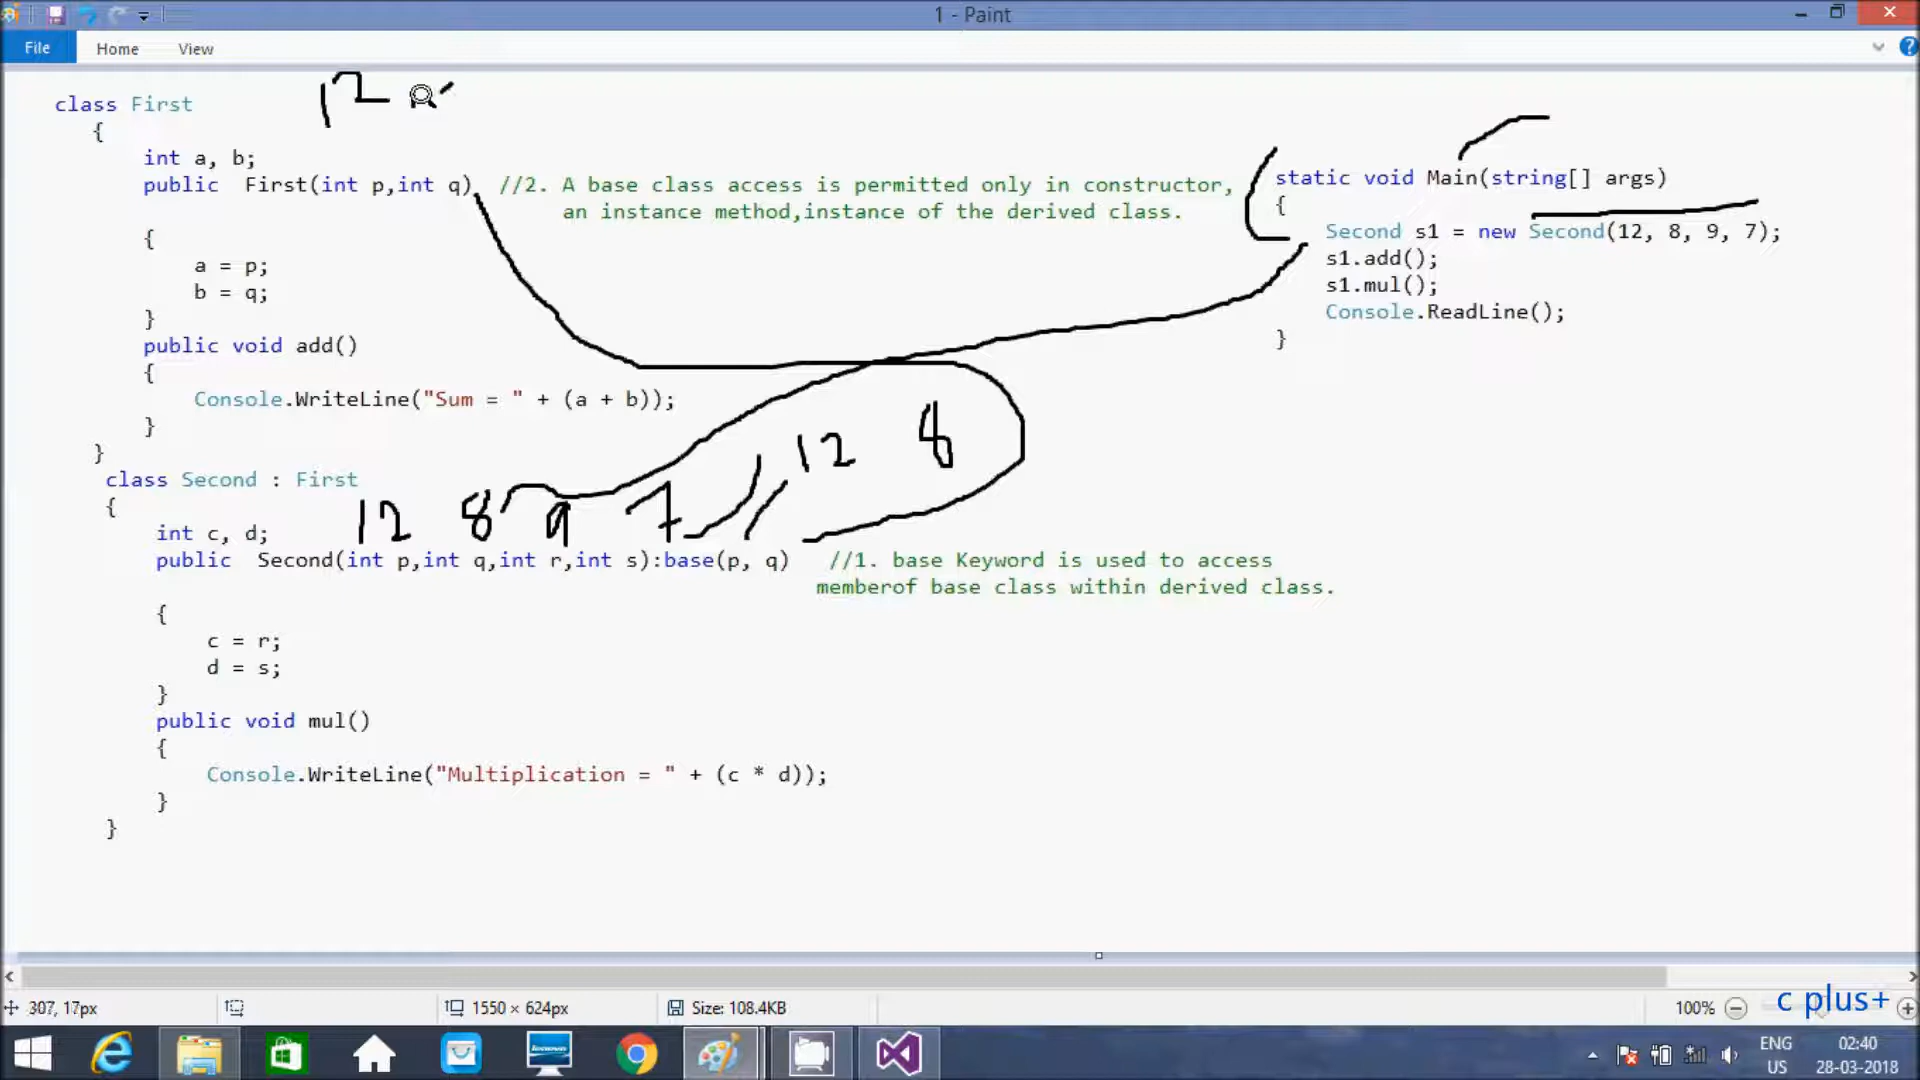 1 - Paint
File Home View
12
class First
{
int a, b;
public First(int p,int q) //2. A base class access is permitted only in constructor,
an instance method,instance of the derived class.
{
a = p;
b = q;
}
public void add()
{
Console.WriteLine("Sum = " + (a + b));
}
}
static void Main(string[] args)
{
Second s1 = new Second(12, 8, 9, 7);
s1.add();
s1.mul();
Console.ReadLine();
}
12 8
class Second : First
{
12 8 9 7
int c, d;
public Second(int p,int q,int r,int s):base(p, q) //1. base Keyword is used to access
memberof base class within derived class.
{
c = r;
d = s;
}
public void mul()
{
Console.WriteLine("Multiplication = " + (c * d));
}
}
307, 17px 1550 × 624px Size: 108.4KB 100%
c plus+
ENG 02:40
US 28-03-2018